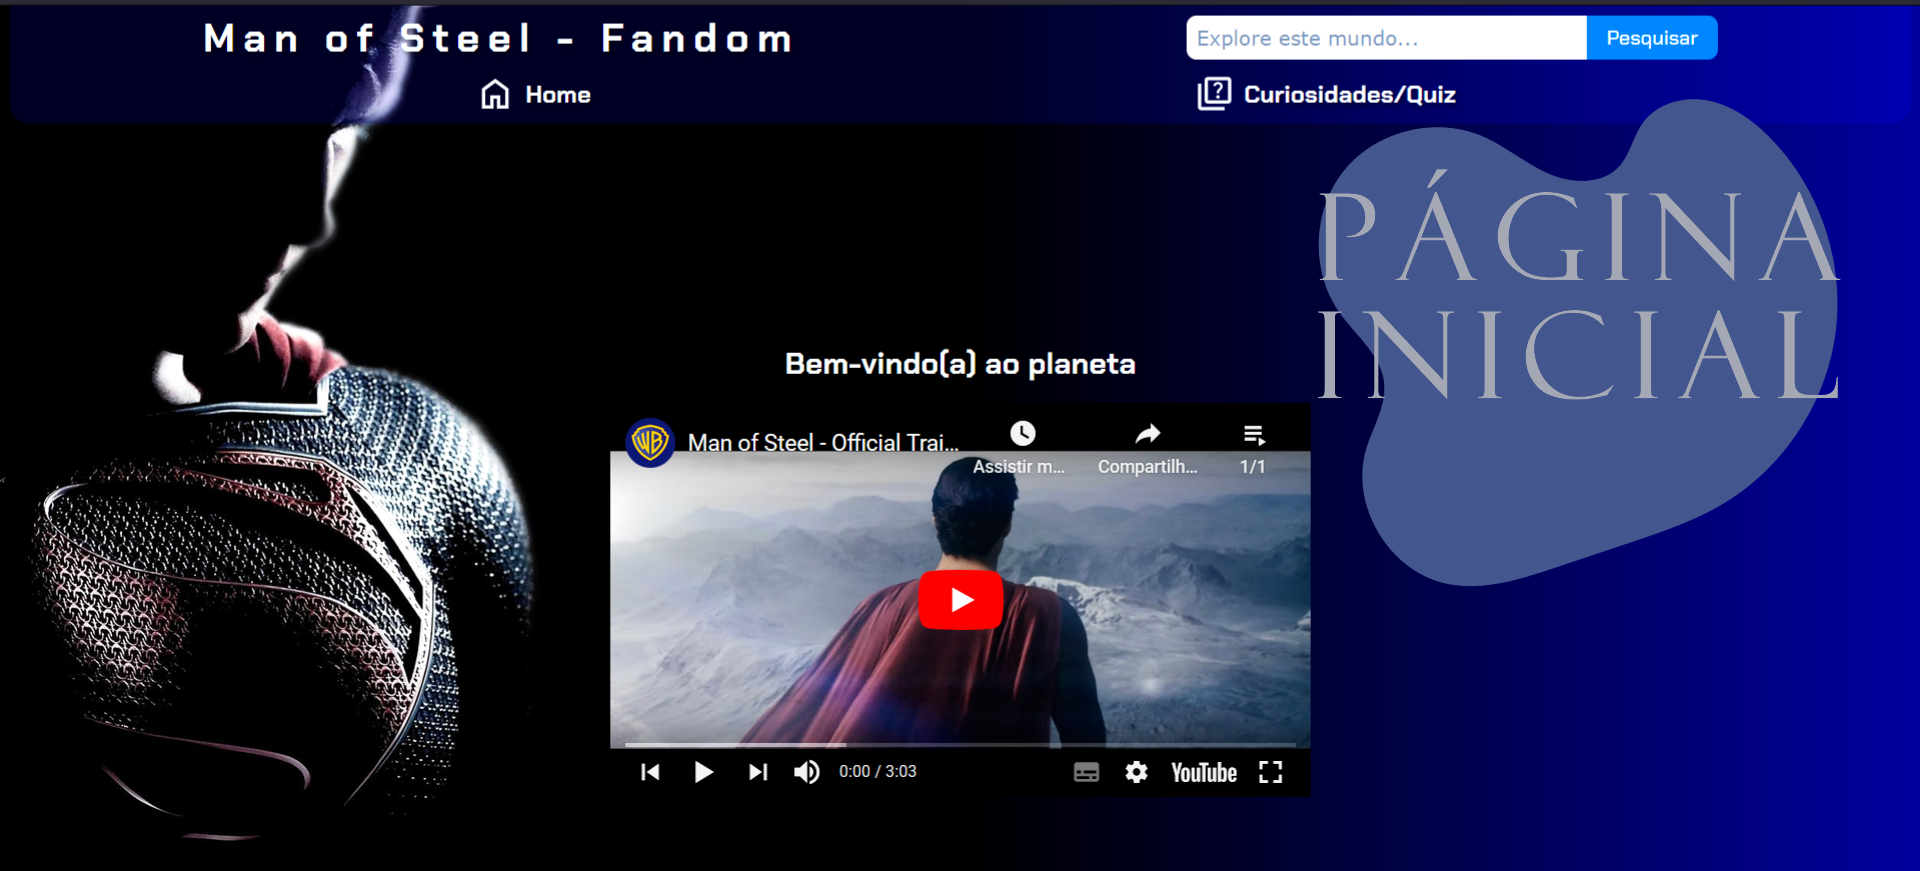 Man of Steel - Fandom
Explore este mundo...
Pesquisar
Home
Curiosidades/Quiz
PÁGINA
INICIAL
Bem-vindo(a) ao planeta
WB
Man of Steel - Official Trai...
Assistir m...
Compartilh...
1/1
0:00 / 3:03
YouTube